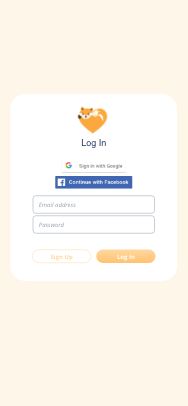 Log In
Sign in with Google
Continue with Facebook
Email address
Password
Sign Up
Log In